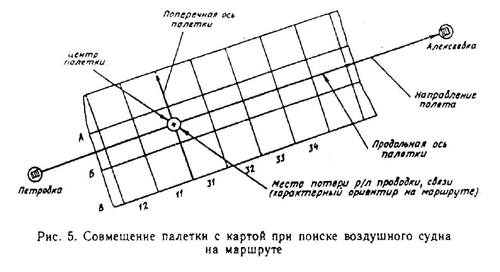 Поперечная ось
палетки
Центр
палетки
Алексеевка
Направление
полета
А
Б
В
12
11
31
32
33
34
Продольная ось
палетки
Петровка
Место потери р/л проводки, связи
(характерный ориентир на маршруте)
Рис. 5. Совмещение палетки с картой при поиске воздушного судна
на маршруте